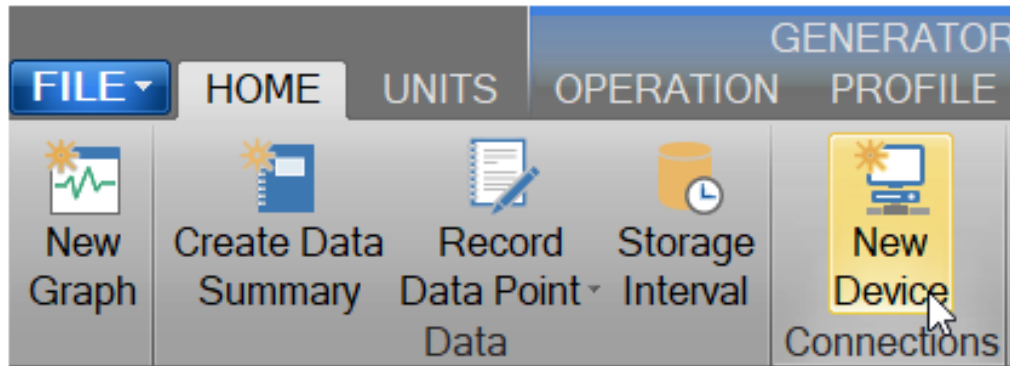 GENERATOR
FILE HOME UNITS OPERATION PROFILE
New Graph
Create Data Summary
Record Data Point
Storage Interval
New Device
Data
Connections